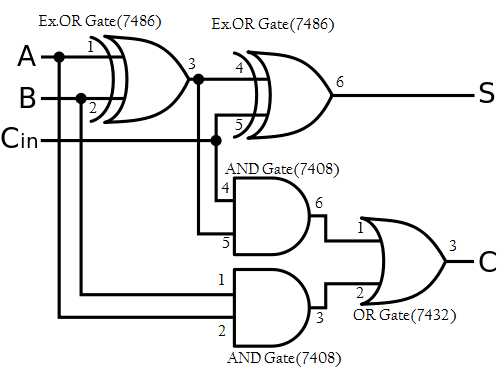 Ex.OR Gate(7486)
Ex.OR Gate(7486)
A
1
3
4
6
B
2
S
5
Cin
AND Gate(7408)
4
6
5
1
3
C
1
2
2
3
OR Gate(7432)
AND Gate(7408)